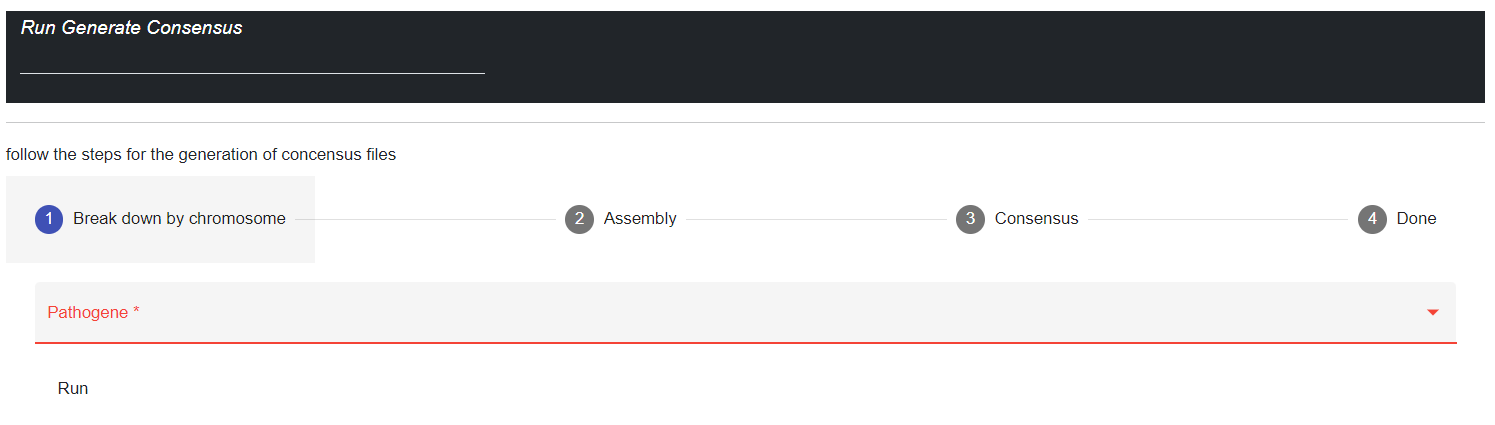 Run Generate Consensus
follow the steps for the generation of concensus files
1 Break down by chromosome 2 Assembly 3 Consensus 4 Done
Pathogene *
Run